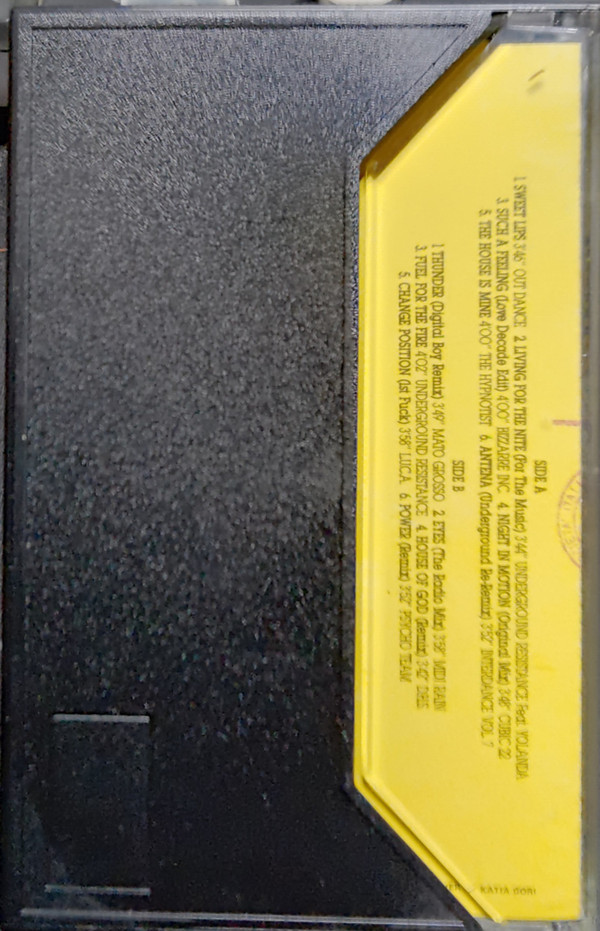 SIDE A
1 SWEET LIPS 3'46" OUT DANCE 2 LIVING FOR THE NITE (For The Music) 3'44" UNDERGROUND RESISTANCE Feat. YOLANDA
3 SUCH A FEELING (Love Decade Edit) 4'00" BIZZARRE INC 4 NIGHT IN MOTION (Original Mix) 3'48" CUBIC 22
5 THE HOUSE IS MINE 4'00" THE HYPNOTIST 6 ANTENA (Underground Re-Remix) 3'52" INTERDANCE VOL. 7
SIDE B
1 THUNDER (Digital Boy Remix) 3'49" MATO GROSSO 2 EYES (The Radio Mix) 3'58" MIDI RAIN
3 FUEL FOR THE FIRE 4'02" UNDERGROUND RESISTANCE 4 HOUSE OF GOD (Remix) 3'42" DHS
5 CHANGE POSITION (1st Fuck) 3'58" LUCA 6 POWER (Remix) 3'52" PSYCHO TEAM
KATIA GORI